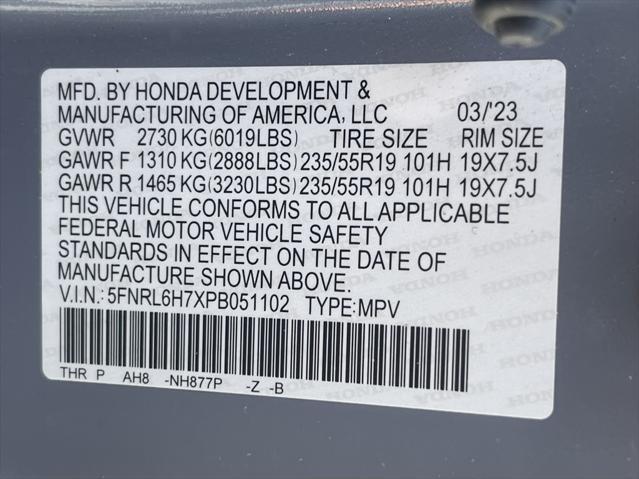 MFD. BY HONDA DEVELOPMENT &
MANUFACTURING OF AMERICA, LLC 03/'23
GVWR 2730 KG(6019LBS) TIRE SIZE RIM SIZE
GAWR F 1310 KG(2888LBS) 235/55R19 101H 19X7.5J
GAWR R 1465 KG(3230LBS) 235/55R19 101H 19X7.5J
THIS VEHICLE CONFORMS TO ALL APPLICABLE
FEDERAL MOTOR VEHICLE SAFETY
STANDARDS IN EFFECT ON THE DATE OF
MANUFACTURE SHOWN ABOVE.
V.I.N.: 5FNRL6H7XPB051102 TYPE:MPV
THR P AH8 -NH877P -Z -B